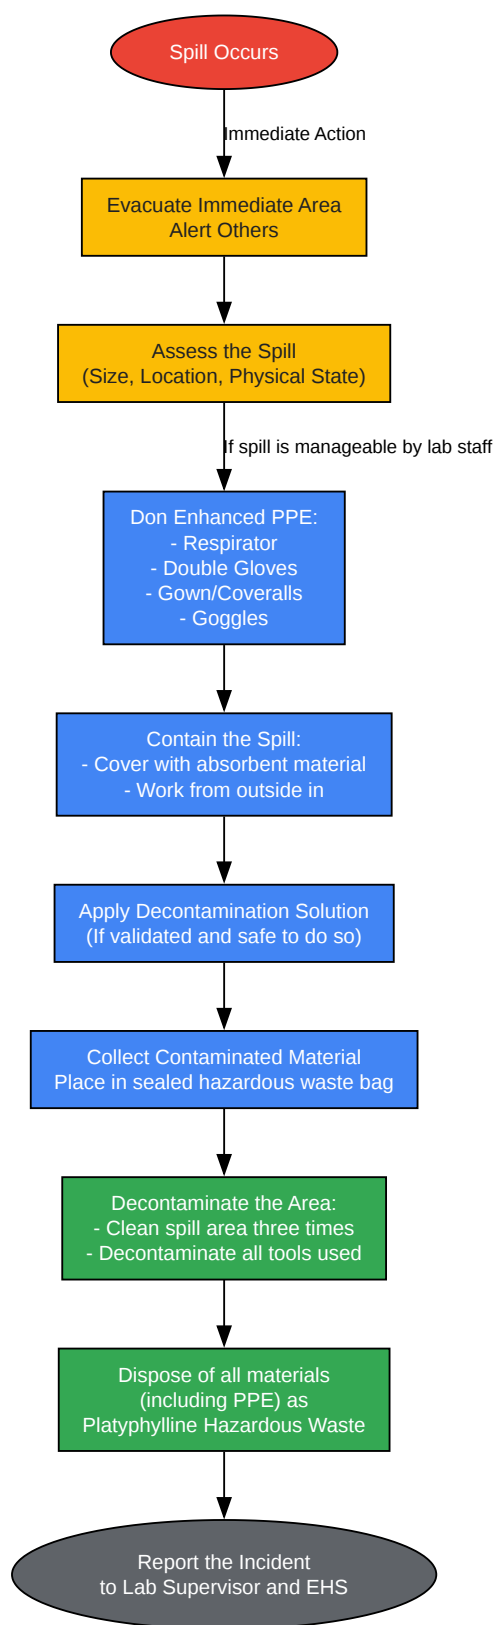 Spill Occurs
Immediate Action
Evacuate Immediate Area
Alert Others
Assess the Spill
(Size, Location, Physical State)
If spill is manageable by lab staff
Don Enhanced PPE:
- Respirator
- Double Gloves
- Gown/Coveralls
- Goggles
Contain the Spill:
- Cover with absorbent material
- Work from outside in
Apply Decontamination Solution
(If validated and safe to do so)
Collect Contaminated Material
Place in sealed hazardous waste bag
Decontaminate the Area:
- Clean spill area three times
- Decontaminate all tools used
Dispose of all materials
(including PPE) as
Platyphylline Hazardous Waste
Report the Incident
to Lab Supervisor and EHS